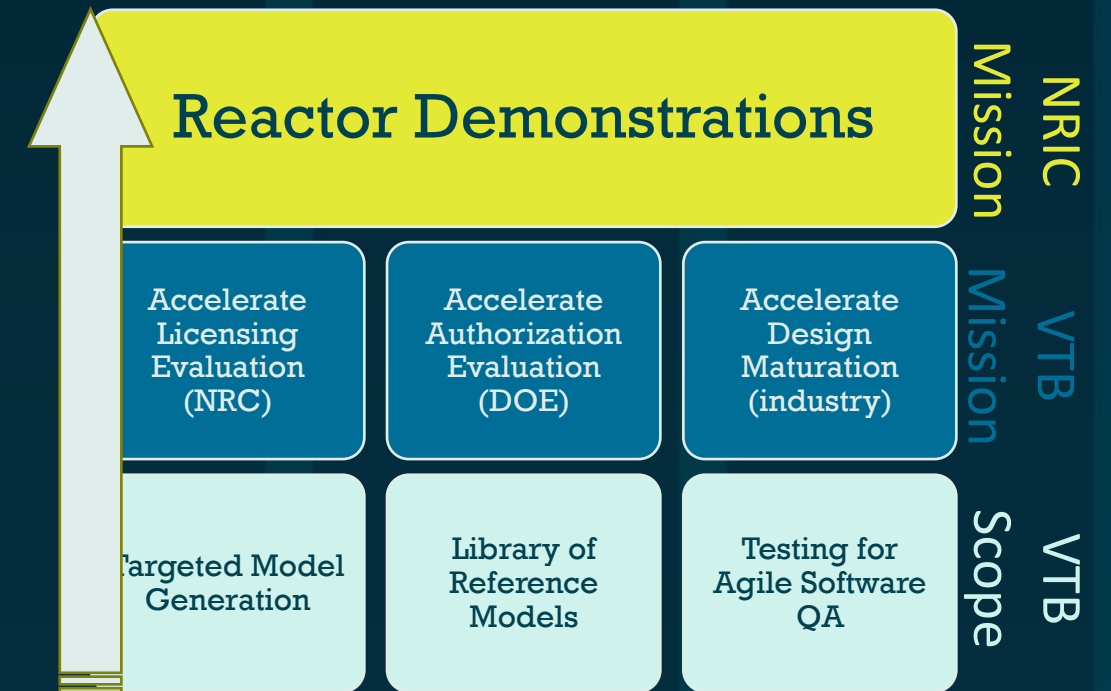 Reactor Demonstrations
NRIC
Mission
Accelerate
Licensing
Evaluation
(NRC)
Accelerate
Authorization
Evaluation
(DOE)
Accelerate
Design
Maturation
(industry)
VTB
Mission
Targeted Model
Generation
Library of
Reference
Models
Testing for
Agile Software
QA
VTB
Scope